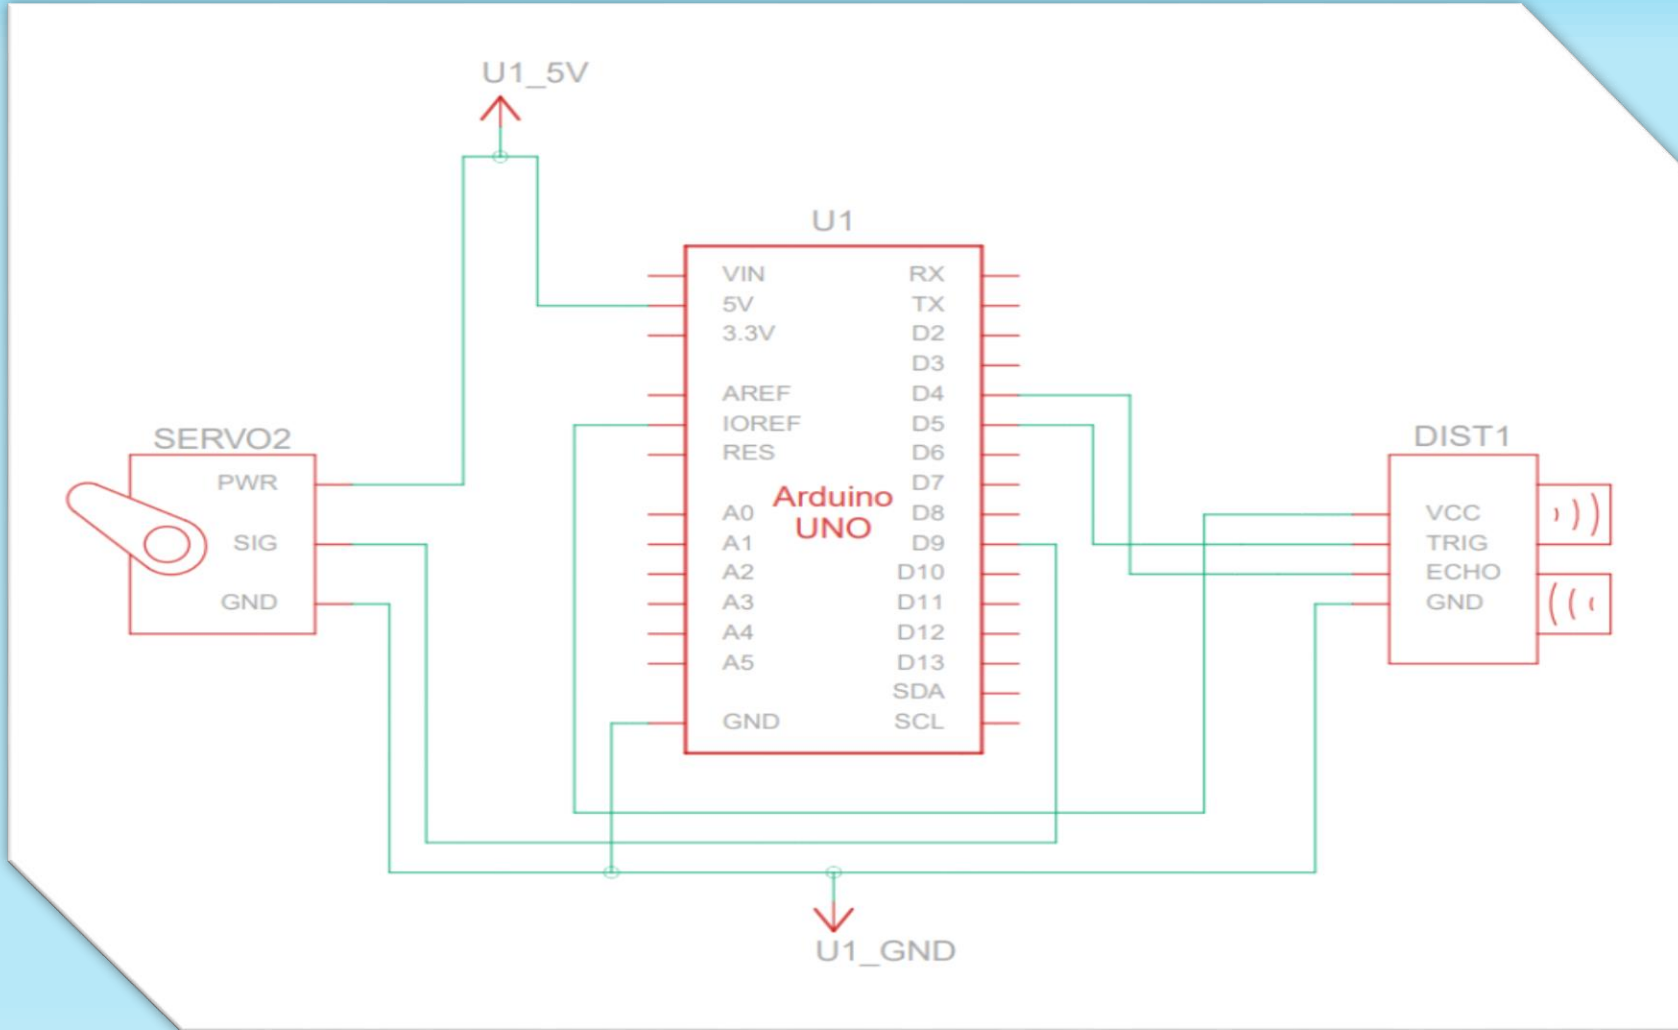 U1_5V
U1
VIN
5V
3.3V
AREF
IOREF
RES
A0
A1
A2
A3
A4
A5
GND
Arduino
UNO
RX
TX
D2
D3
D4
D5
D6
D7
D8
D9
D10
D11
D12
D13
SDA
SCL
SERVO2
PWR
SIG
GND
DIST1
VCC
TRIG
ECHO
GND
U1_GND